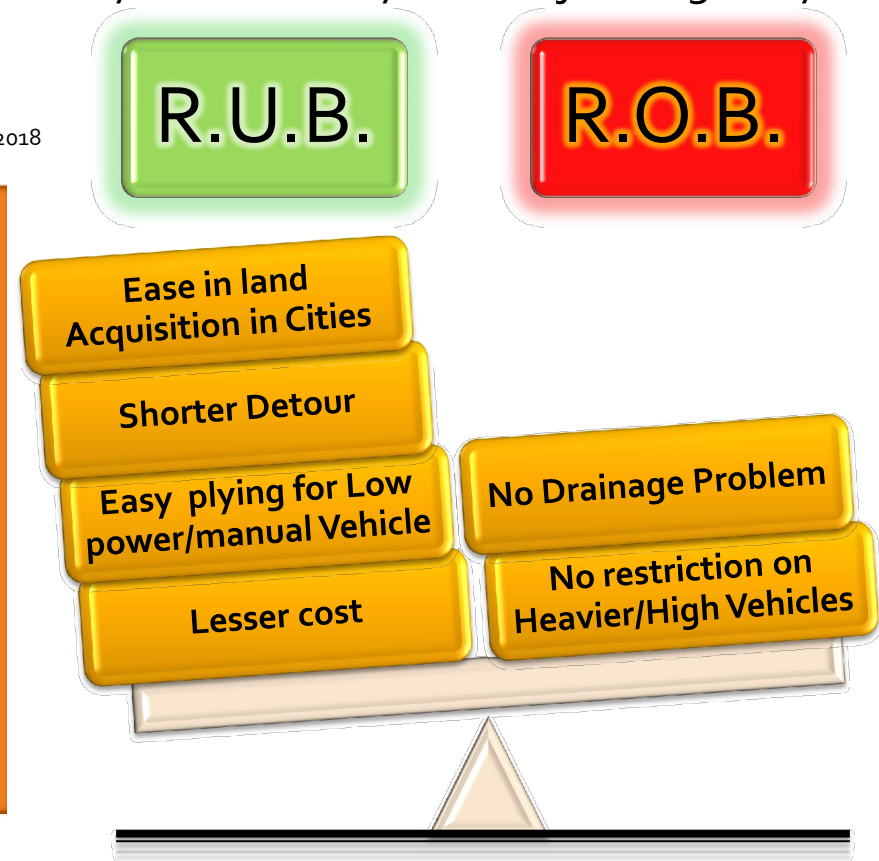 2018
R.U.B.
R.O.B.
Ease in land
Acquisition in Cities
Shorter Detour
Easy plying for Low
power/manual Vehicle
Lesser cost
No Drainage Problem
No restriction on
Heavier/High Vehicles